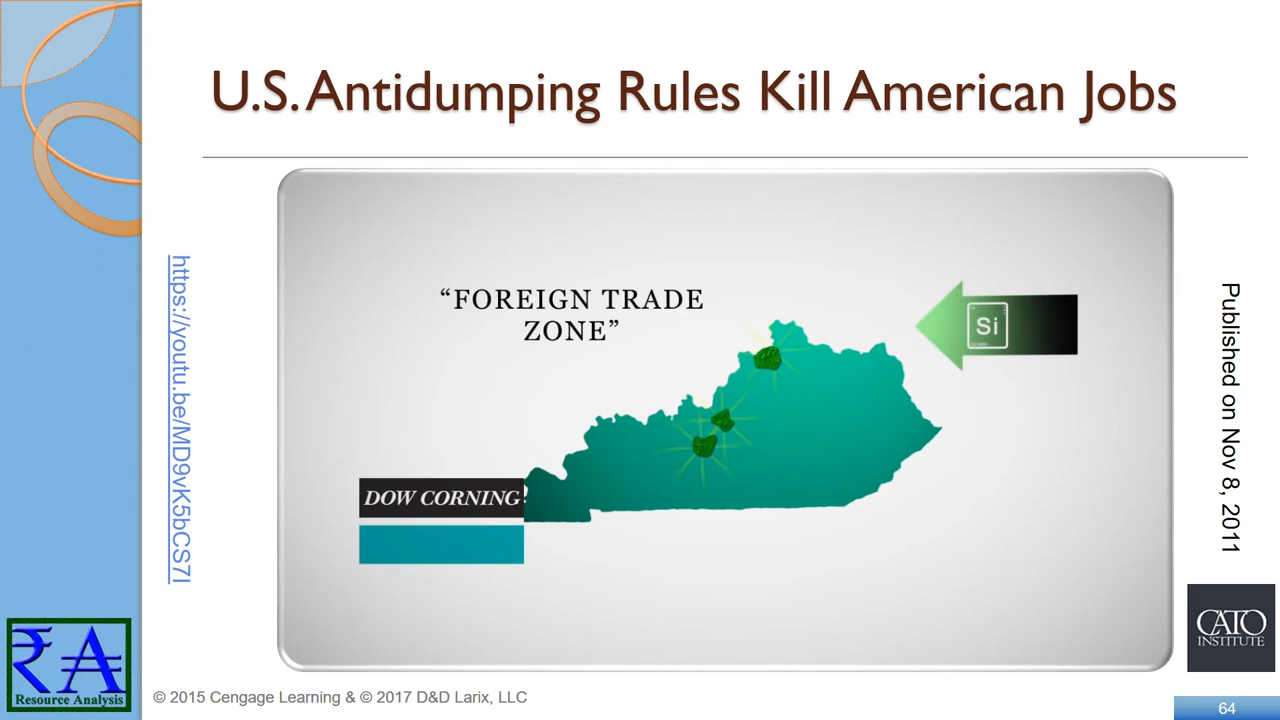 U.S. Antidumping Rules Kill American Jobs
https://youtu.be/MD9vK5bCS7I
“FOREIGN TRADE
ZONE”
Si
DOW CORNING!
Published on Nov 8, 2011
CATO
INSTITUTE
₹ A
Resource Analysis
© 2015 Cengage Learning & © 2017 D&D Larix, LLC
64